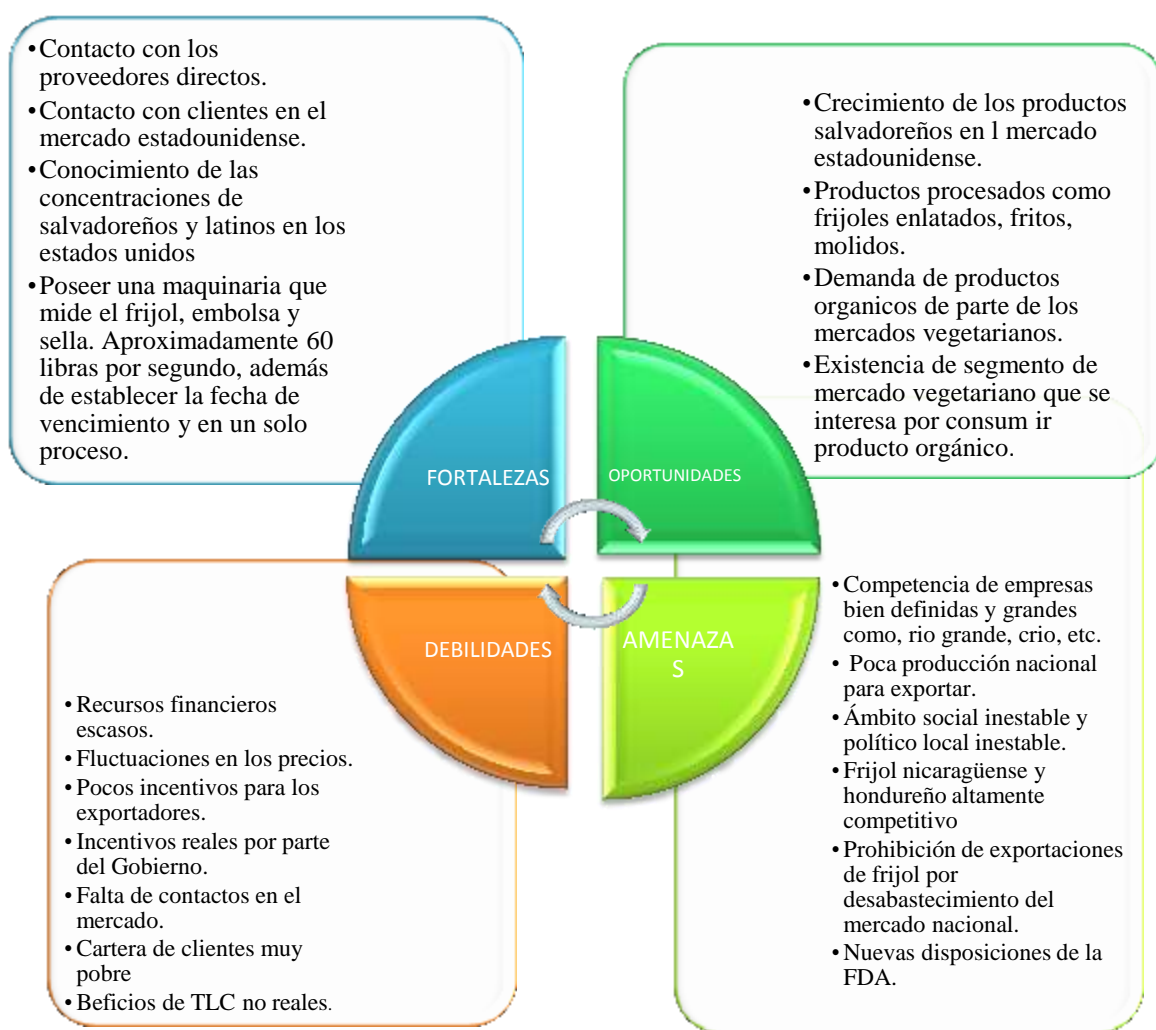 •Contacto con los
proveedores directos.
•Contacto con clientes en el
mercado estadounidense.
•Conocimiento de las
concentraciones de
salvadoreños y latinos en los
estados unidos
•Poseer una maquinaria que
mide el frijol, embolsa y
sella. Aproximadamente 60
libras por segundo, además
de establecer la fecha de
vencimiento y en un solo
proceso.
FORTALEZAS
•Crecimiento de los productos
salvadoreños en l mercado
estadounidense.
•Productos procesados como
frijoles enlatados, fritos,
molidos.
•Demanda de productos
organicos de parte de los
mercados vegetarianos.
•Existencia de segmento de
mercado vegetariano que se
interesa por consum ir
producto orgánico.
OPORTUNIDADES
DEBILIDADES
•Recursos financieros
escasos.
•Fluctuaciones en los precios.
•Pocos incentivos para los
exportadores.
•Incentivos reales por parte
del Gobierno.
•Falta de contactos en el
mercado.
•Cartera de clientes muy
pobre
•Beficios de TLC no reales.
AMENAZA
S
•Competencia de empresas
bien definidas y grandes
como, rio grande, crio, etc.
• Poca producción nacional
para exportar.
•Ámbito social inestable y
político local inestable.
•Frijol nicaragüense y
hondureño altamente
competitivo
•Prohibición de exportaciones
de frijol por
desabastecimiento del
mercado nacional.
•Nuevas disposiciones de la
FDA.